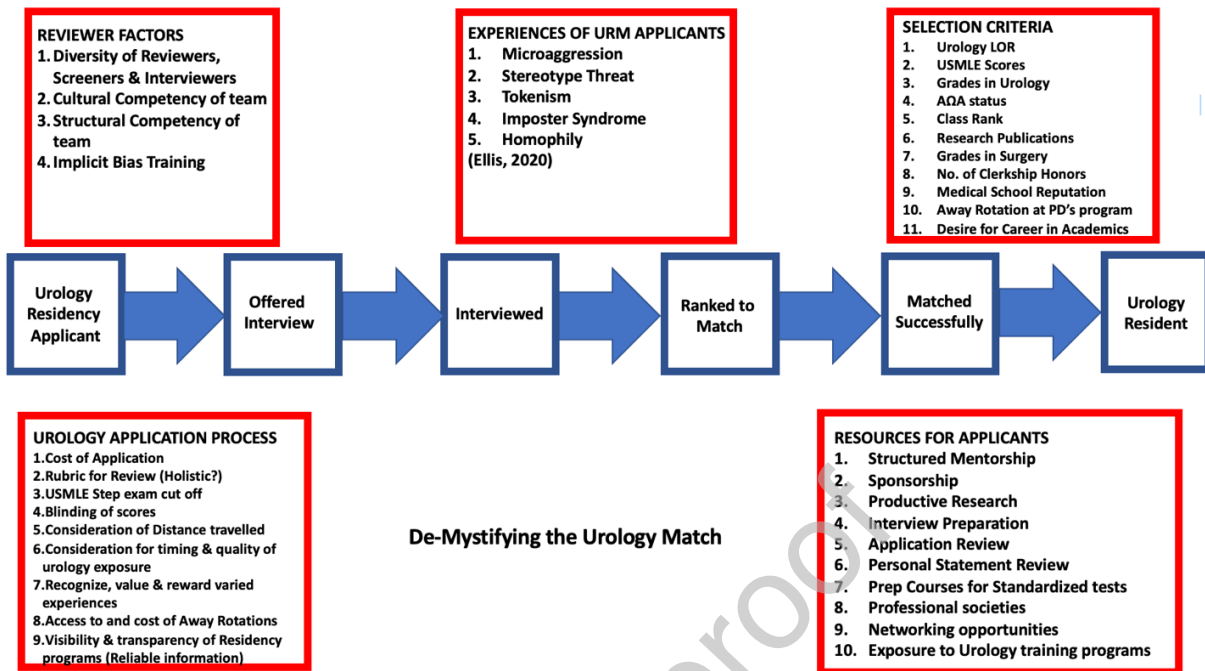 REVIEWER FACTORS
1. Diversity of Reviewers,
Screeners & Interviewers
2. Cultural Competency of team
3. Structural Competency of
team
4. Implicit Bias Training
EXPERIENCES OF URM APPLICANTS
1. Microaggression
2. Stereotype Threat
3. Tokenism
4. Imposter Syndrome
5. Homophily
(Ellis, 2020)
SELECTION CRITERIA
1. Urology LOR
2. USMLE Scores
3. Grades in Urology
4. AΩA status
5. Class Rank
6. Research Publications
7. Grades in Surgery
8. No. of Clerkship Honors
9. Medical School Reputation
10. Away Rotation at PD's program
11. Desire for Career in Academics
Urology
Residency
Applicant
Offered
Interview
Interviewed
Ranked to
Match
Matched
Successfully
Urology
Resident
UROLOGY APPLICATION PROCESS
1.Cost of Application
2.Rubric for Review (Holistic?)
3.USMLE Step exam cut off
4.Blinding of scores
5.Consideration of Distance travelled
6.Consideration for timing & quality of
urology exposure
7.Recognize, value & reward varied
experiences
8.Access to and cost of Away Rotations
9.Visibility & transparency of Residency
programs (Reliable information)
De-Mystifying the Urology Match
RESOURCES FOR APPLICANTS
1. Structured Mentorship
2. Sponsorship
3. Productive Research
4. Interview Preparation
5. Application Review
6. Personal Statement Review
7. Prep Courses for Standardized tests
8. Professional societies
9. Networking opportunities
10. Exposure to Urology training programs
proof